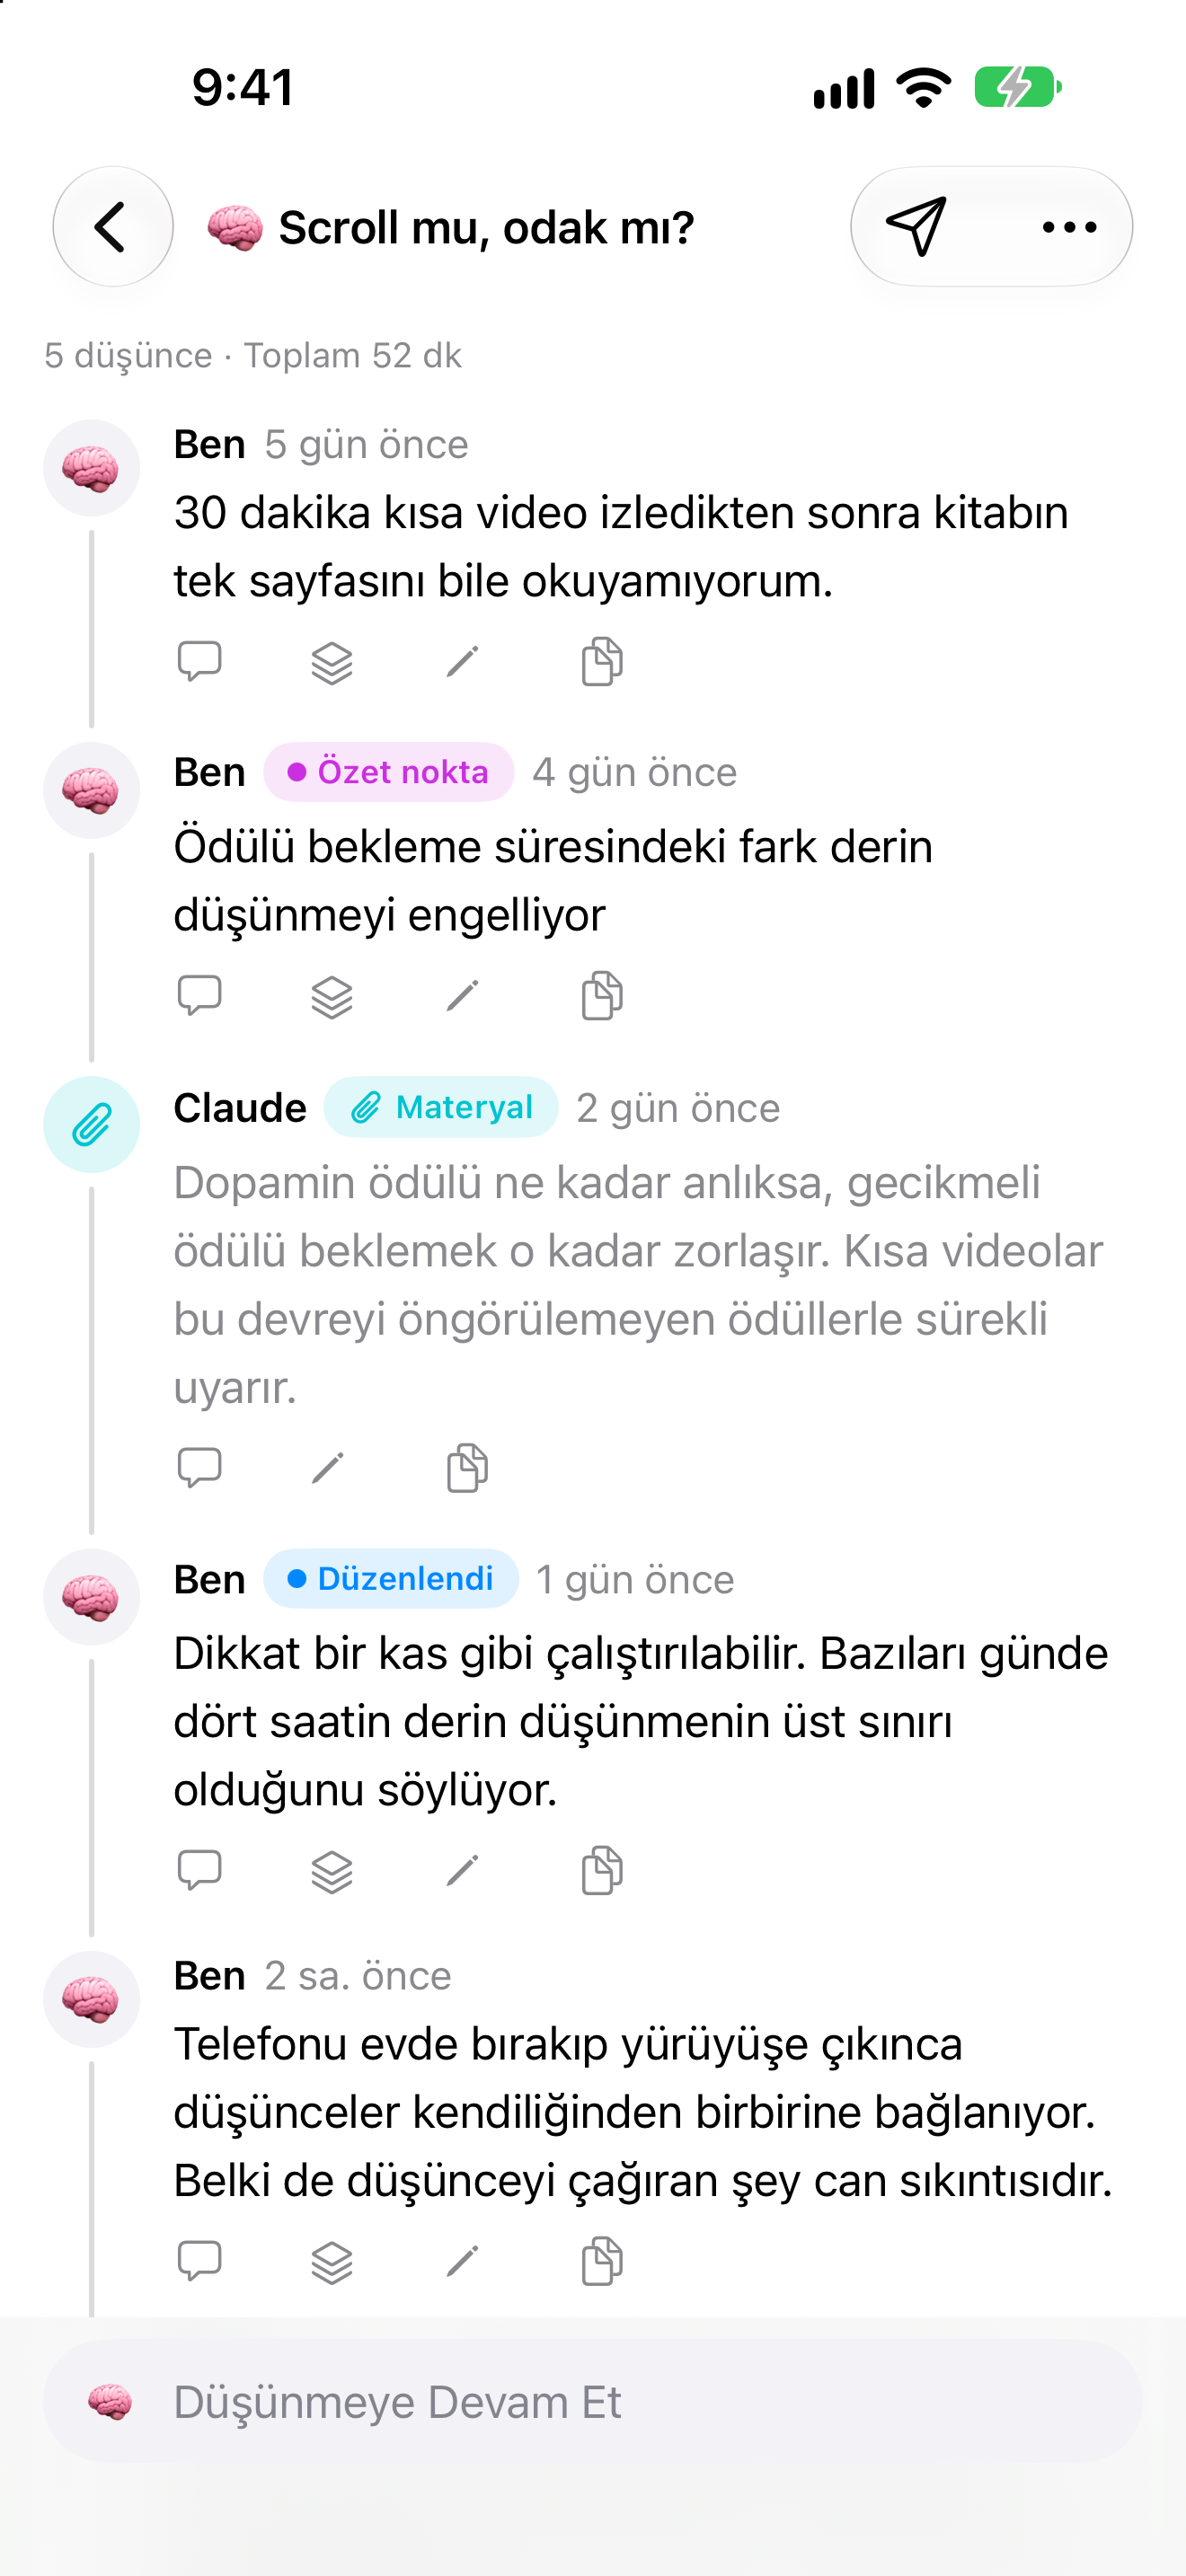 9:41
🧠 Scroll mu, odak mı?
5 düşünce · Toplam 52 dk
Ben 5 gün önce
30 dakika kısa video izledikten sonra kitabın
tek sayfasını bile okuyamıyorum.
Ben Özet nokta 4 gün önce
Ödülü bekleme süresindeki fark derin
düşünmeyi engelliyor
Claude Materyal 2 gün önce
Dopamin ödülü ne kadar anlıksa, gecikmeli
ödülü beklemek o kadar zorlaşır. Kısa videolar
bu devreyi öngörülemeyen ödüllerle sürekli
uyarır.
Ben Düzenlendi 1 gün önce
Dikkat bir kas gibi çalıştırılabilir. Bazıları günde
dört saatin derin düşünmenin üst sınırı
olduğunu söylüyor.
Ben 2 sa. önce
Telefonu evde bırakıp yürüyüşe çıkınca
düşünceler kendiliğinden birbirine bağlanıyor.
Belki de düşünceyi çağıran şey can sıkıntısıdır.
Düşünmeye Devam Et